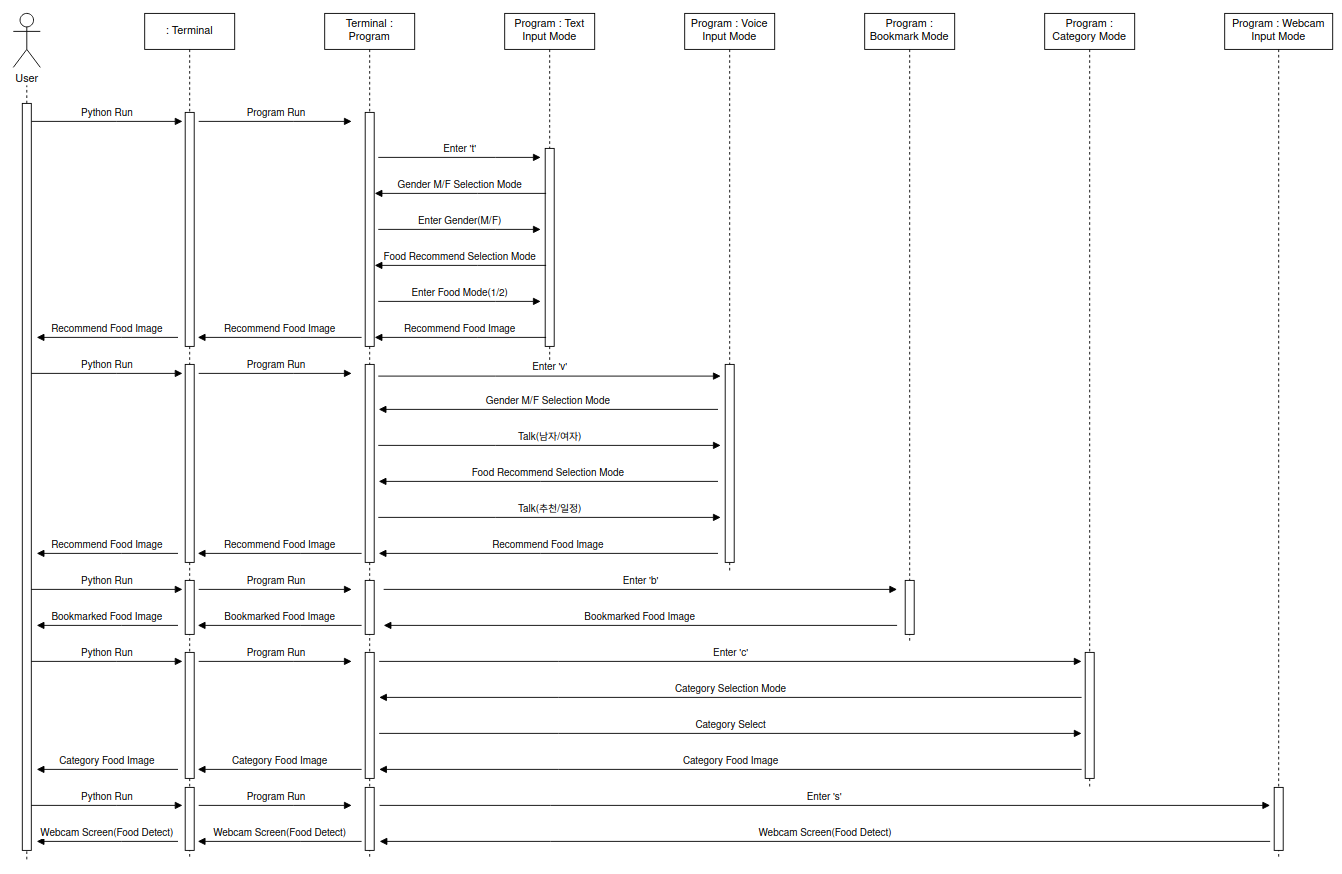 : Terminal
Terminal :
Program
Program : Text
Input Mode
Program : Voice
Input Mode
Program :
Bookmark Mode
Program :
Category Mode
Program : Webcam
Input Mode
User
Python Run
Program Run
Enter 't'
Gender M/F Selection Mode
Enter Gender(M/F)
Food Recommend Selection Mode
Enter Food Mode(1/2)
Recommend Food Image
Recommend Food Image
Recommend Food Image
Python Run
Program Run
Enter 'v'
Gender M/F Selection Mode
Talk(남자/여자)
Food Recommend Selection Mode
Talk(추천/일정)
Recommend Food Image
Recommend Food Image
Recommend Food Image
Python Run
Program Run
Enter 'b'
Bookmarked Food Image
Bookmarked Food Image
Bookmarked Food Image
Python Run
Program Run
Enter 'c'
Category Selection Mode
Category Select
Category Food Image
Category Food Image
Category Food Image
Python Run
Program Run
Enter 's'
Webcam Screen(Food Detect)
Webcam Screen(Food Detect)
Webcam Screen(Food Detect)